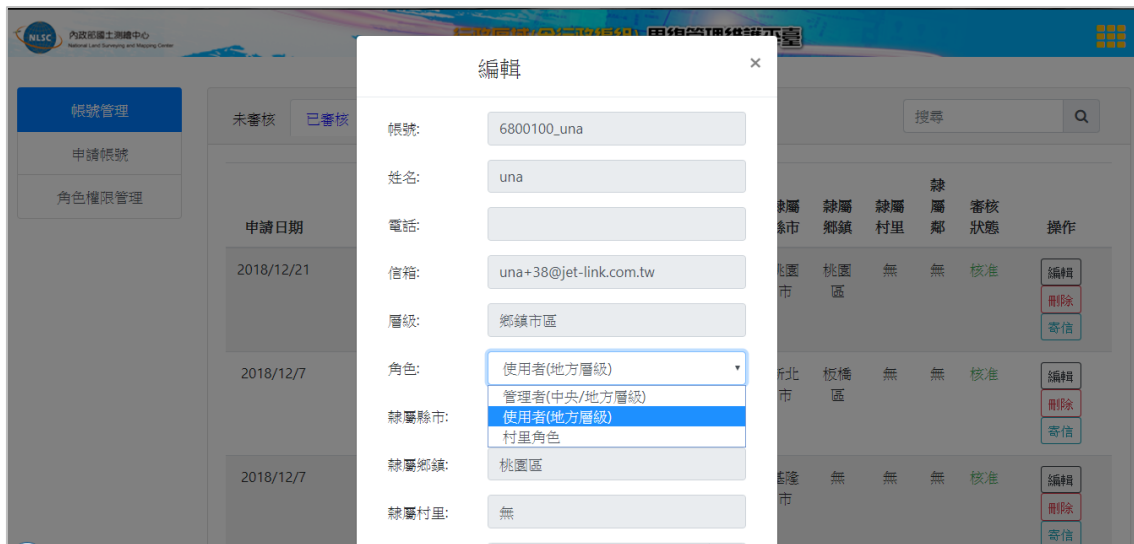 NLSC
內政部國土測繪中心
National Land Surveying and Mapping Center
界線管理維護平臺
編輯
×
帳號管理
申請帳號
角色權限管理
未審核
已審核
搜尋
帳號:
6800100_una
姓名:
una
電話:
信箱:
una+38@jet-link.com.tw
層級:
鄉鎮市區
角色:
使用者(地方層級)
管理者(中央/地方層級)
使用者(地方層級)
村里角色
隸屬縣市:
隸屬鄉鎮:
桃園區
隸屬村里:
無
申請日期
隸屬
縣市
隸屬
鄉鎮
隸屬
村里
隸
屬
鄰
審核
狀態
操作
2018/12/21
桃園
市
桃園
區
無
無
核准
編輯
刪除
寄信
2018/12/7
新北
市
板橋
區
無
無
核准
編輯
刪除
寄信
2018/12/7
基隆
市
無
無
無
核准
編輯
刪除
寄信